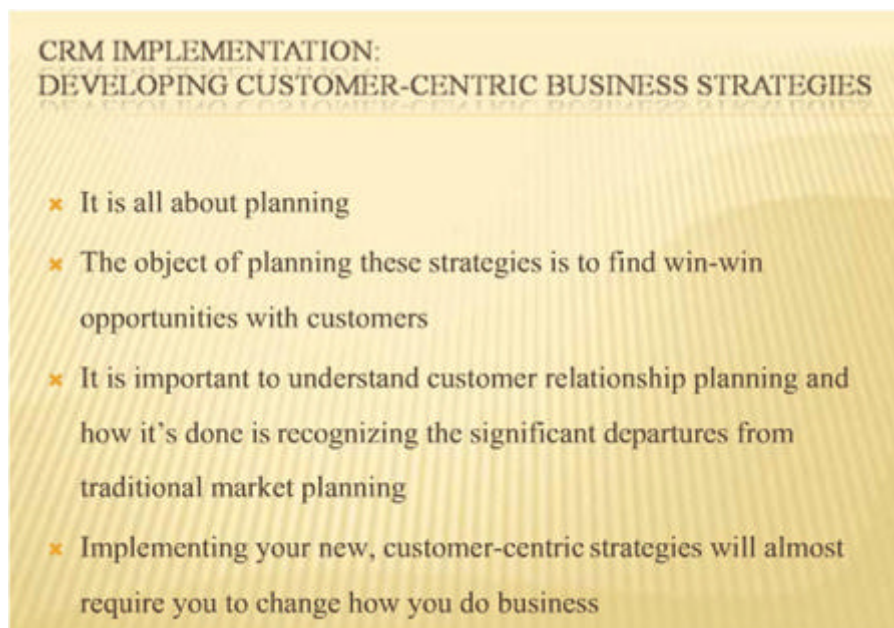 CRM IMPLEMENTATION:
DEVELOPING CUSTOMER-CENTRIC BUSINESS STRATEGIES
It is all about planning
The object of planning these strategies is to find win-win
opportunities with customers
It is important to understand customer relationship planning and
how it’s done is recognizing the significant departures from
traditional market planning
Implementing your new, customer-centric strategies will almost
require you to change how you do business